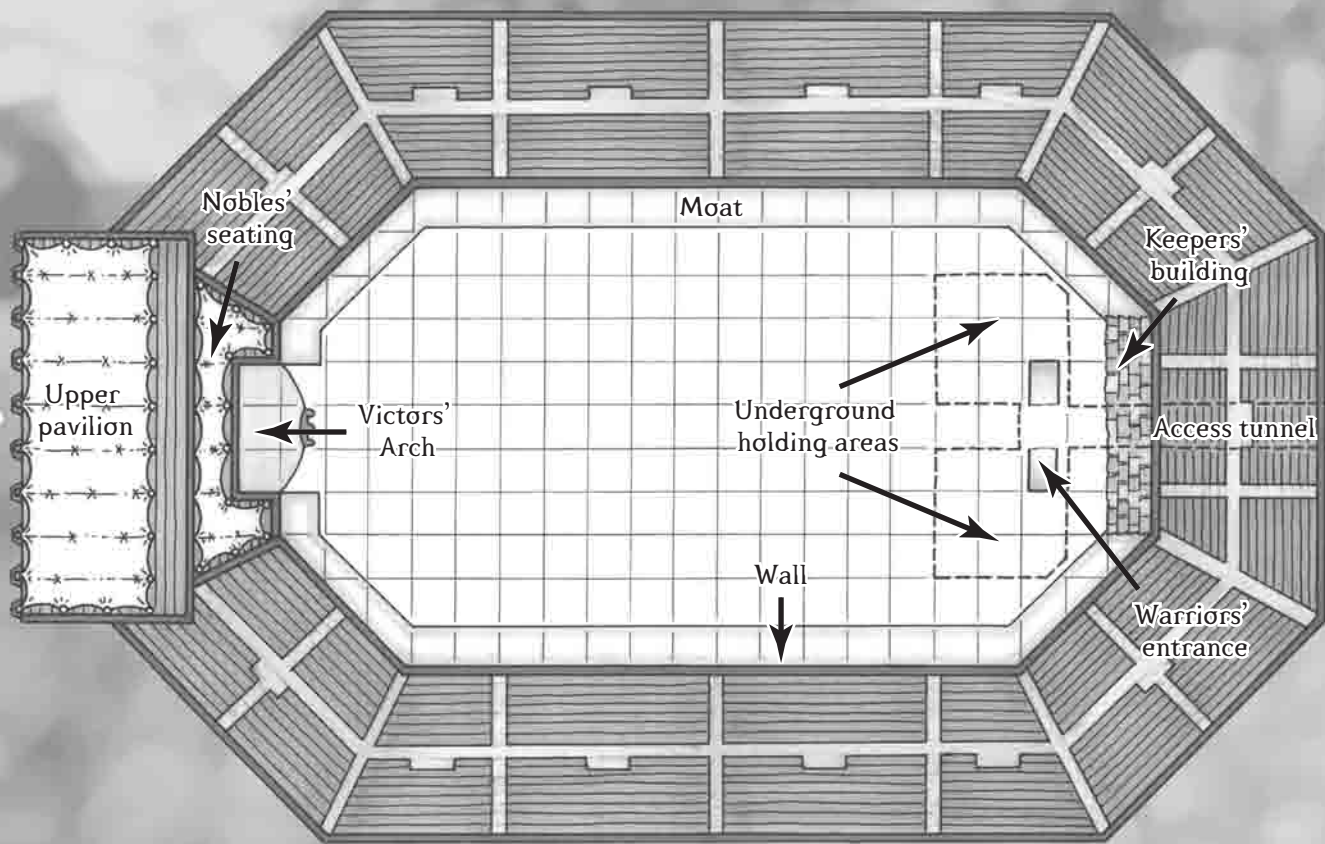 Moat
Nobles'
seating
Keepers'
building
Upper
pavilion
Victors'
Arch
Underground
holding areas
Access tunnel
Wall
Warriors'
entrance